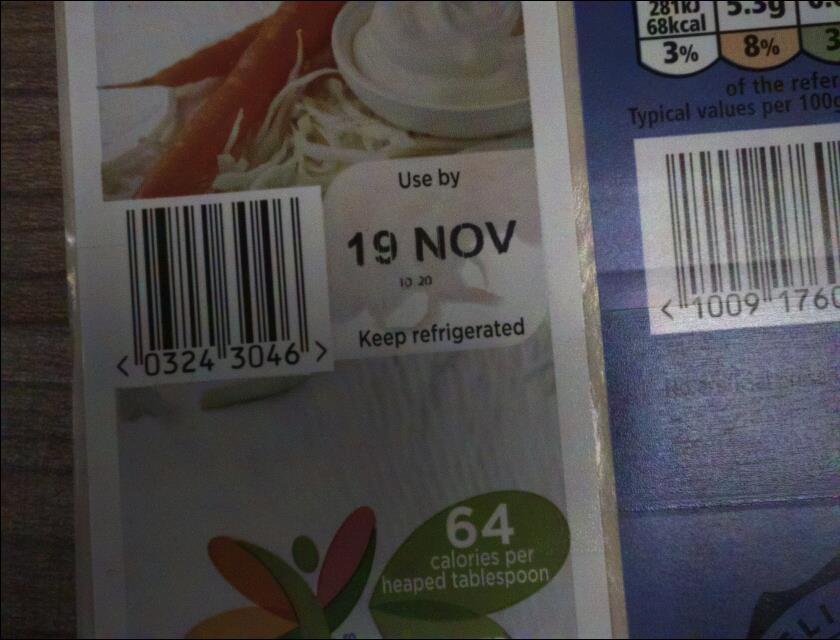 Use by
19 NOV
10 20
Keep refrigerated
<0324 3046>
64
calories per
heaped tablespoon
281kJ
68kcal
5.3g
3%
8%
3
of the refer
Typical values per 100g
<1009 1760